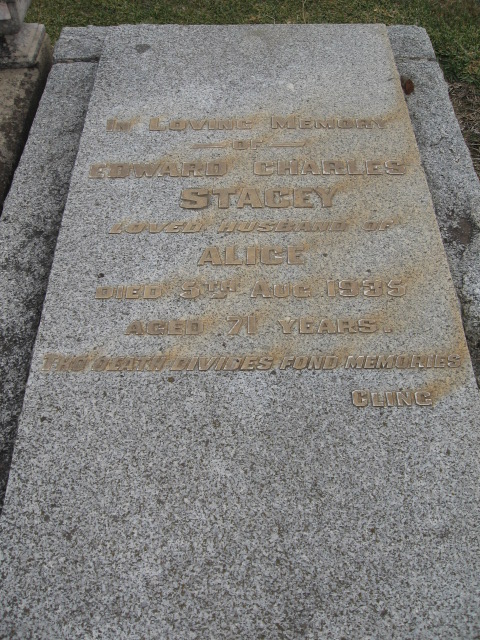 IN LOVING MEMORY
OF
EDWARD CHARLES
STACEY
LOVED HUSBAND OF
ALICE
DIED 5TH AUG. 1939
AGED 71 YEARS.
THO DEATH DIVIDES FOND MEMORIES
CLING